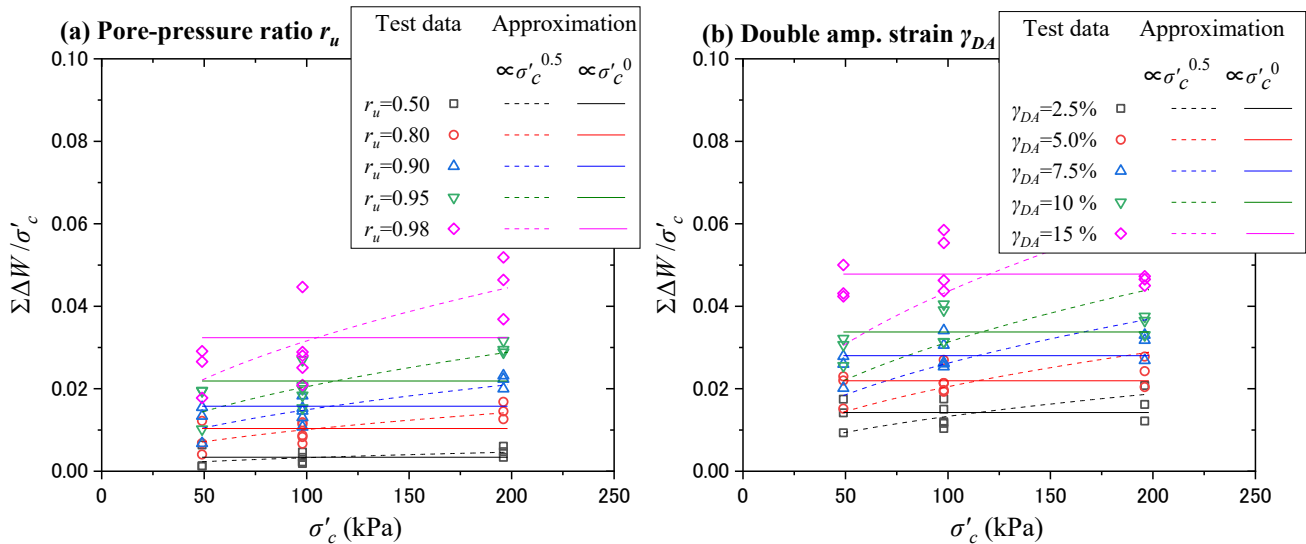 (a) Pore-pressure ratio r_u
Test data Approximation
∝σ′_c^0.5 ∝σ′_c^0
r_u=0.50
r_u=0.80
r_u=0.90
r_u=0.95
r_u=0.98
0.10
0.08
0.06
0.04
0.02
0.00
ΣΔW/σ′_c
0 50 100 150 200 250
σ′_c (kPa)
(b) Double amp. strain γ_DA
Test data Approximation
∝σ′_c^0.5 ∝σ′_c^0
γ_DA=2.5%
γ_DA=5.0%
γ_DA=7.5%
γ_DA=10 %
γ_DA=15 %
0.10
0.08
0.06
0.04
0.02
0.00
ΣΔW/σ′_c
0 50 100 150 200 250
σ′_c (kPa)